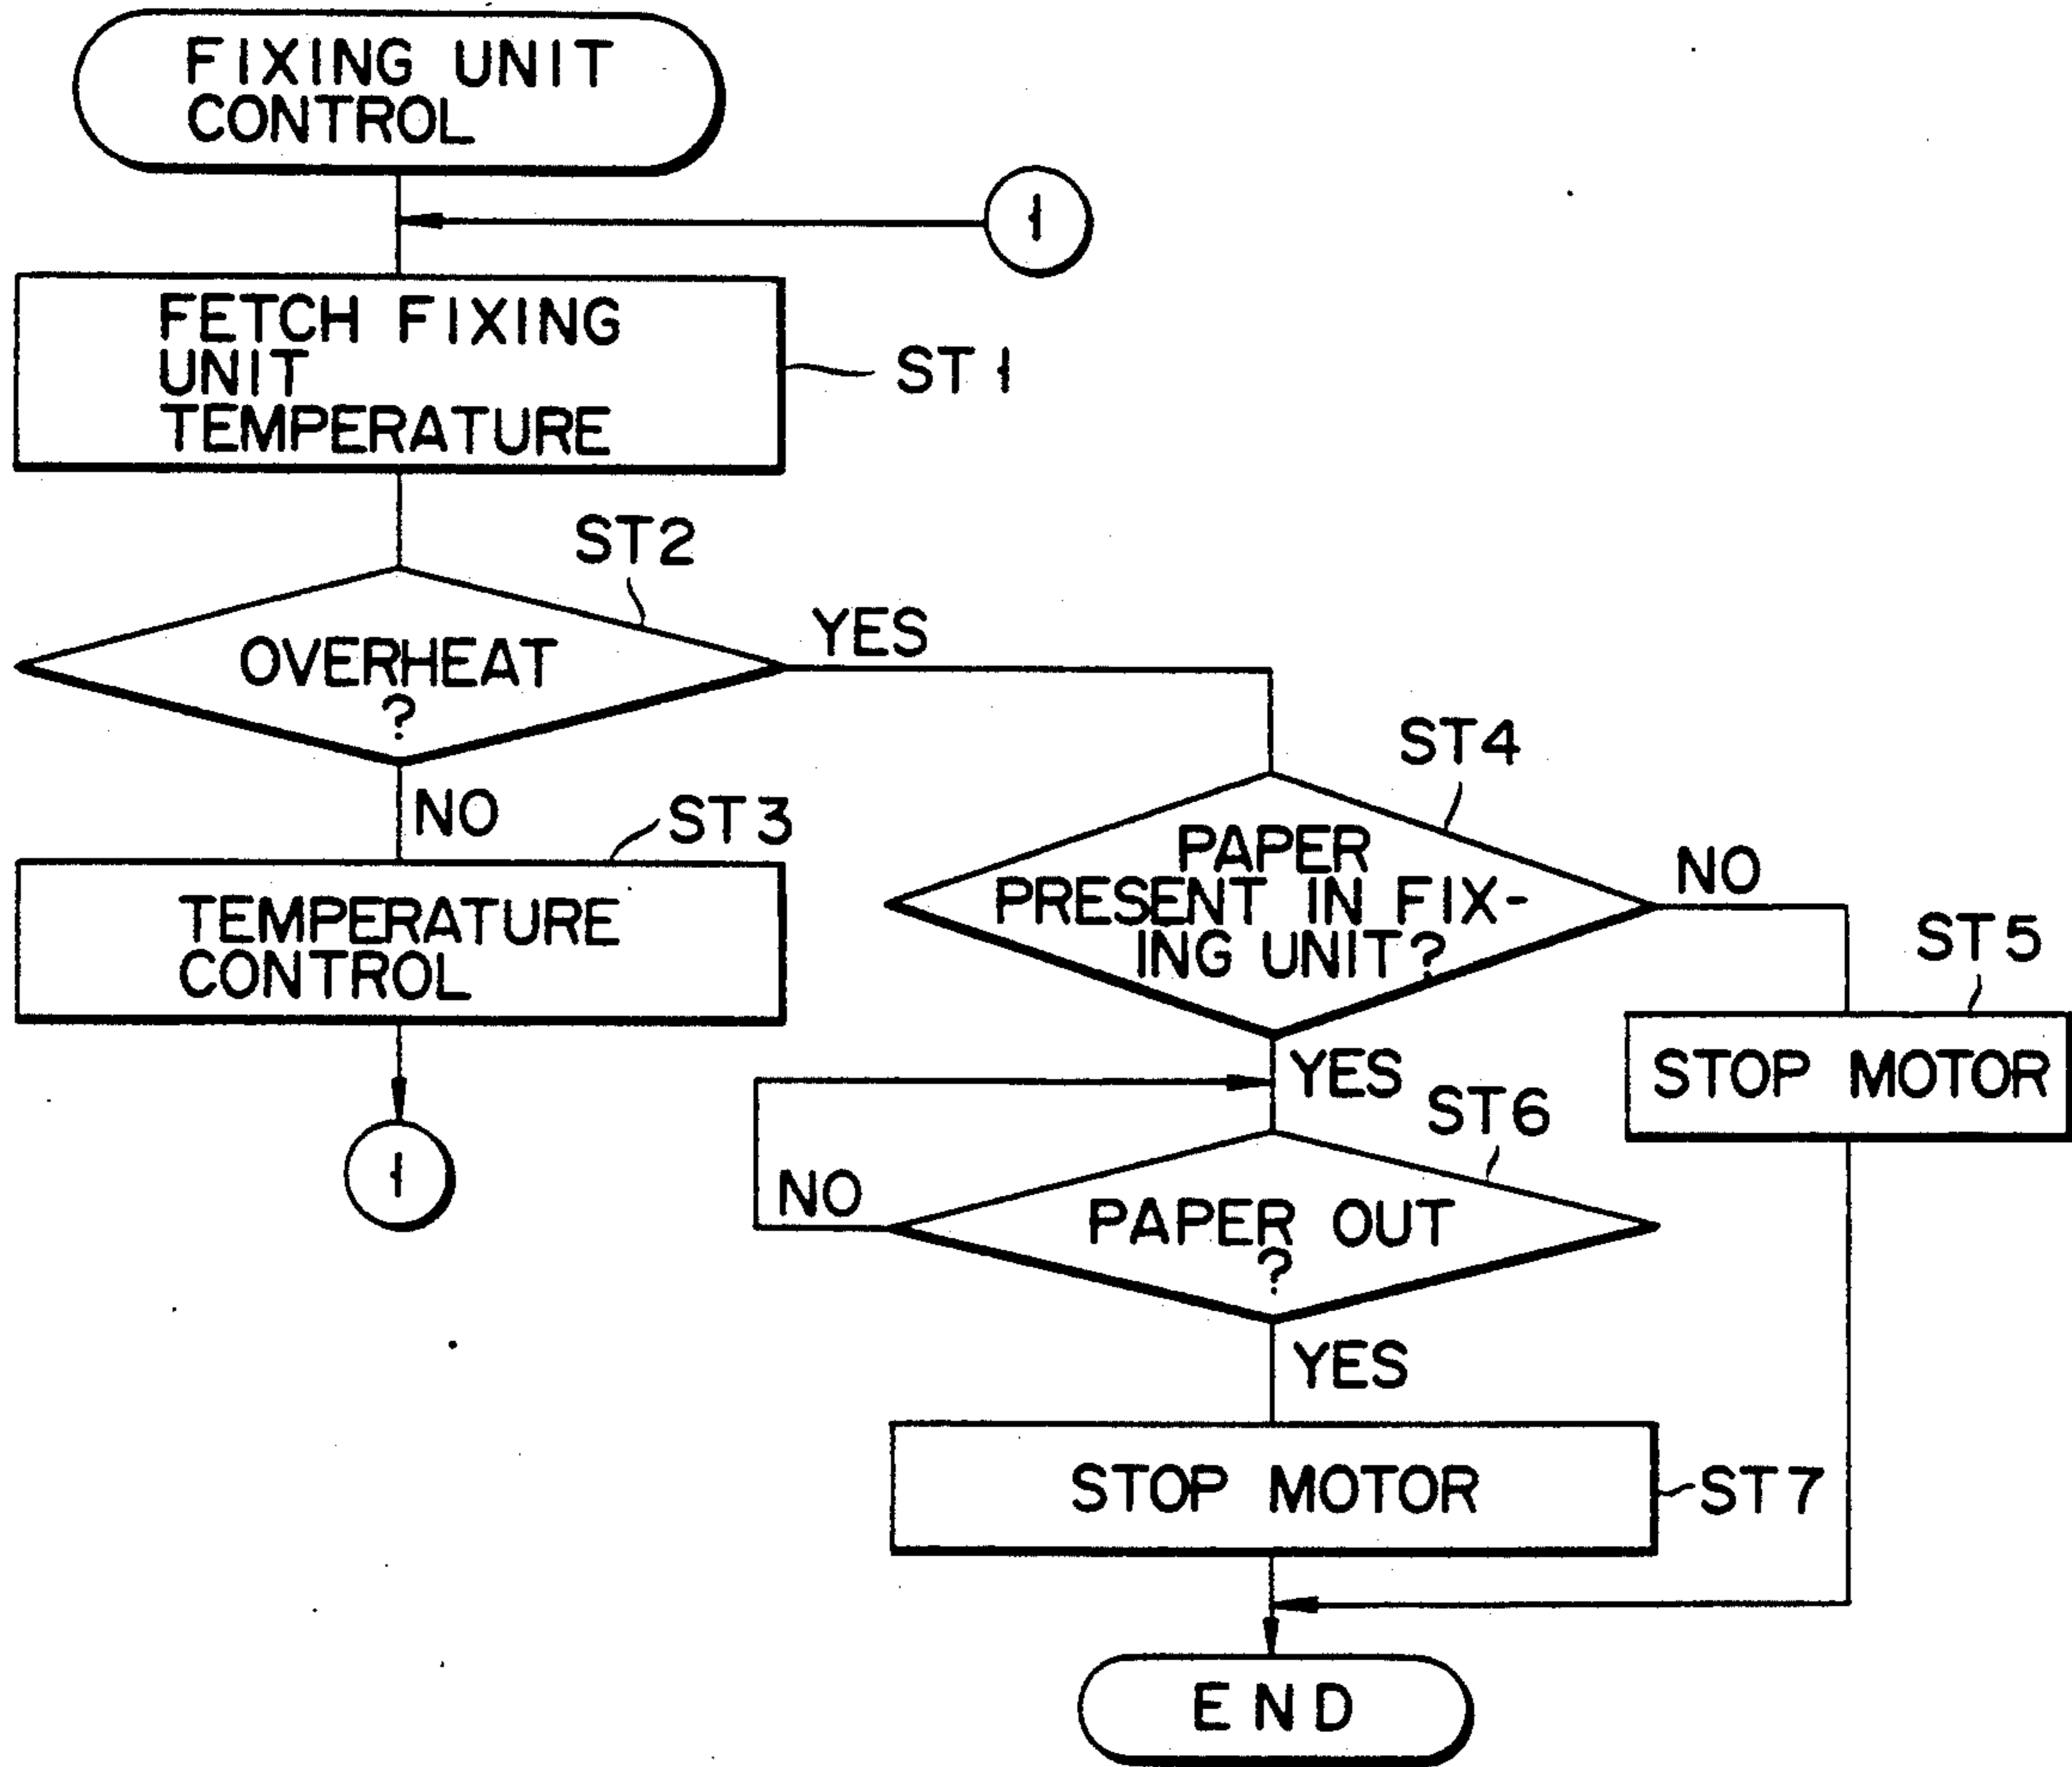 FIXING UNIT
CONTROL
1
FETCH FIXING
UNIT
TEMPERATURE
ST1
ST2
OVERHEAT
?
YES
NO
ST3
TEMPERATURE
CONTROL
1
ST4
PAPER
PRESENT IN FIX-
ING UNIT?
NO
ST5
STOP MOTOR
YES
ST6
NO
PAPER OUT
?
YES
STOP MOTOR
ST7
END